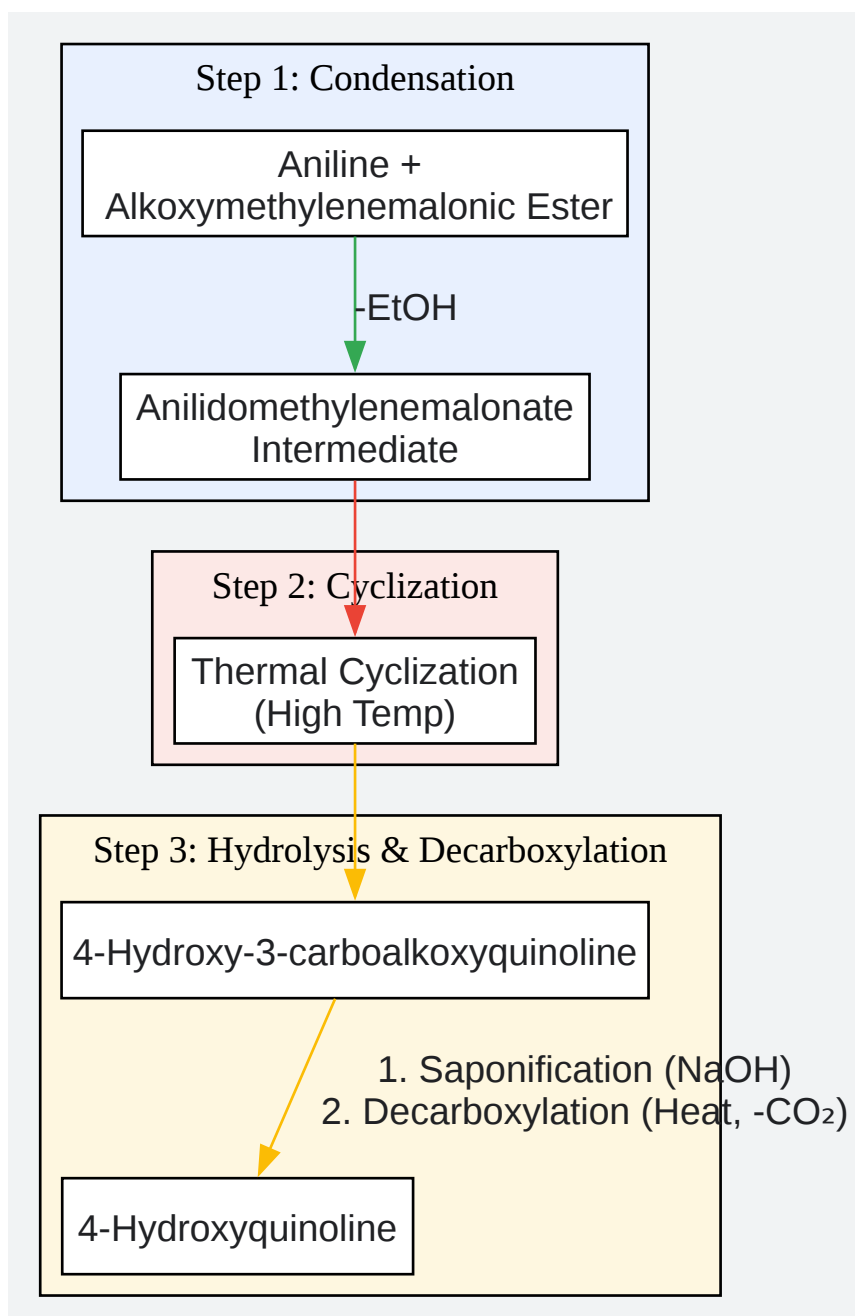 Step 1: Condensation
Aniline +
Alkoxymethylenemalonic Ester
-EtOH
Anilidomethylenemalonate
Intermediate
Step 2: Cyclization
Thermal Cyclization
(High Temp)
Step 3: Hydrolysis & Decarboxylation
4-Hydroxy-3-carboalkoxyquinoline
1. Saponification (NaOH)
2. Decarboxylation (Heat, -CO₂)
4-Hydroxyquinoline